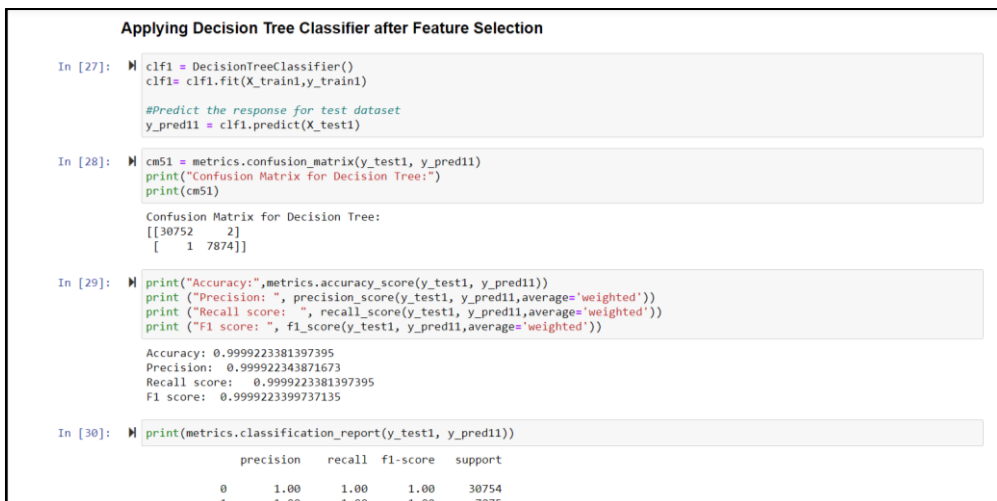 Applying Decision Tree Classifier after Feature Selection
In [27]: clf1 = DecisionTreeClassifier()
clf1= clf1.fit(X_train1,y_train1)
#Predict the response for test dataset
y_pred11 = clf1.predict(X_test1)
In [28]: cm51 = metrics.confusion_matrix(y_test1, y_pred11)
print("Confusion Matrix for Decision Tree:")
print(cm51)
Confusion Matrix for Decision Tree:
[[30752     2]
 [    1  7874]]
In [29]: print("Accuracy:",metrics.accuracy_score(y_test1, y_pred11))
print ("Precision: ", precision_score(y_test1, y_pred11,average='weighted'))
print ("Recall score:  ", recall_score(y_test1, y_pred11,average='weighted'))
print ("F1 score: ", f1_score(y_test1, y_pred11,average='weighted'))
Accuracy: 0.9999223381397395
Precision:  0.999922343871673
Recall score:   0.9999223381397395
F1 score:  0.9999223399737135
In [30]: print(metrics.classification_report(y_test1, y_pred11))
precision    recall  f1-score   support
0       1.00      1.00      1.00     30754